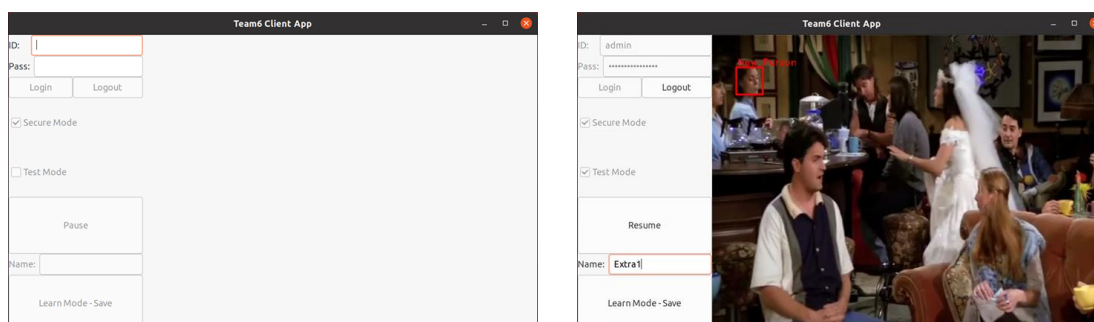 Team6 Client App
ID:
Pass:
Login Logout
Secure Mode
Test Mode
Pause
Name:
Learn Mode - Save
Team6 Client App
ID: admin
Pass: ••••••••••••••••
Login Logout
Secure Mode
Test Mode
Resume
Name: Extra1
Learn Mode - Save